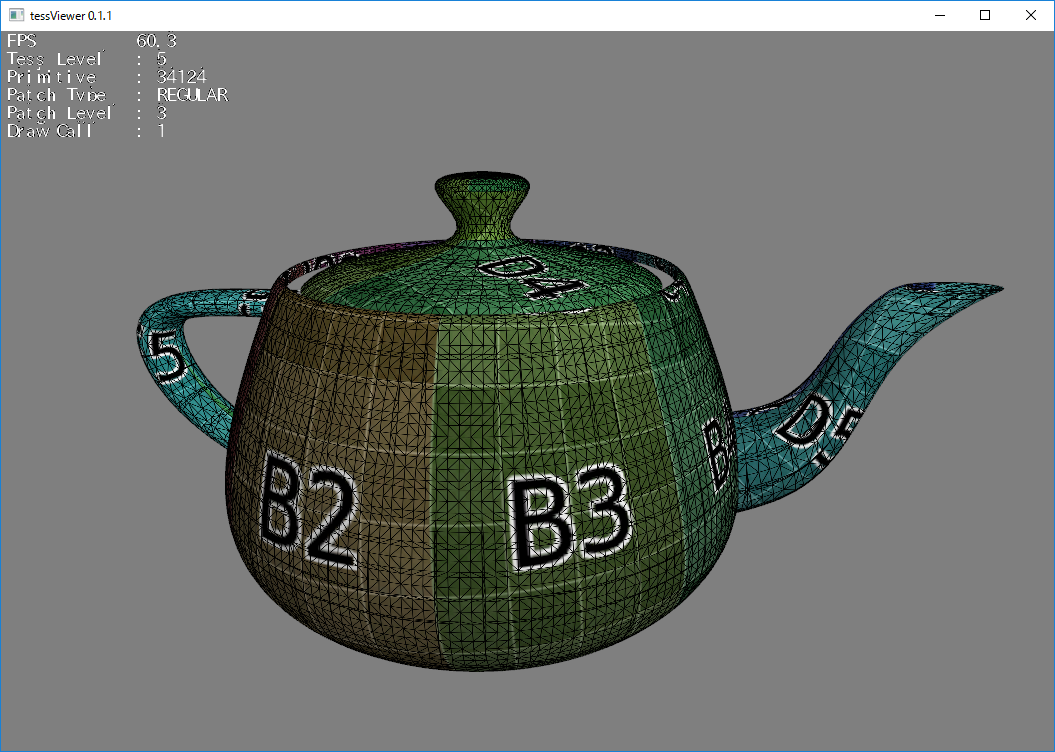 tessViewer 0.1.1
FPS 60.3
Tess Level : 5
Primitive : 34124
Patch Type : REGULAR
Patch Level : 3
Draw Call : 1
D4
5
B2
B3
D5